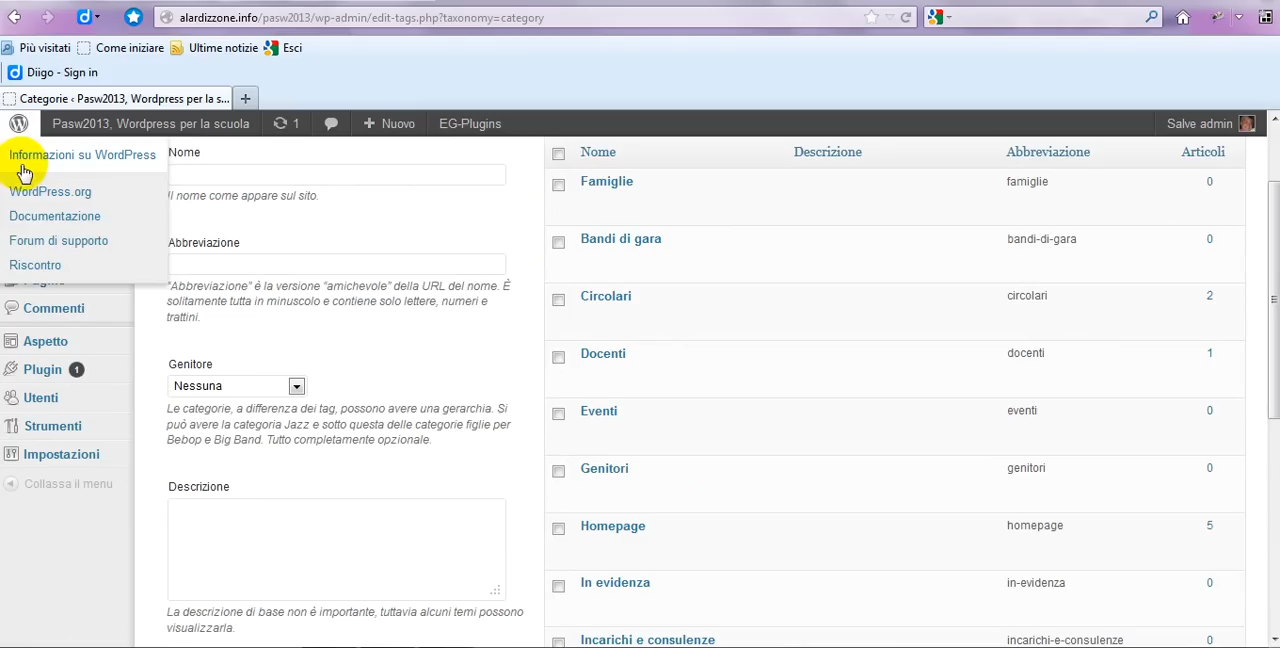 alardizzone.info/pasw2013/wp-admin/edit-tags.php?taxonomy=category
Più visitati Come iniziare Ultime notizie Esci
Diigo - Sign in
Categorie ‹ Pasw2013, Wordpress per la s...
Pasw2013, Wordpress per la scuola 1 Nuovo EG-Plugins Salve admin
Informazioni su WordPress
WordPress.org
Documentazione
Forum di supporto
Riscontro
Commenti
Aspetto
Plugin 1
Utenti
Strumenti
Impostazioni
Collassa il menu
Nome
Il nome come appare sul sito.
Abbreviazione
"Abbreviazione" è la versione "amichevole" della URL del nome. È
solitamente tutta in minuscolo e contiene solo lettere, numeri e
trattini.
Genitore
Nessuna
Le categorie, a differenza dei tag, possono avere una gerarchia. Si
può avere la categoria Jazz e sotto questa delle categorie figlie per
Bebop e Big Band. Tutto completamente opzionale.
Descrizione
La descrizione di base non è importante, tuttavia alcuni temi possono
visualizzarla.
Nome Descrizione Abbreviazione Articoli
Famiglie famiglie 0
Bandi di gara bandi-di-gara 0
Circolari circolari 2
Docenti docenti 1
Eventi eventi 0
Genitori genitori 0
Homepage homepage 5
In evidenza in-evidenza 0
Incarichi e consulenze incarichi-e-consulenze 0